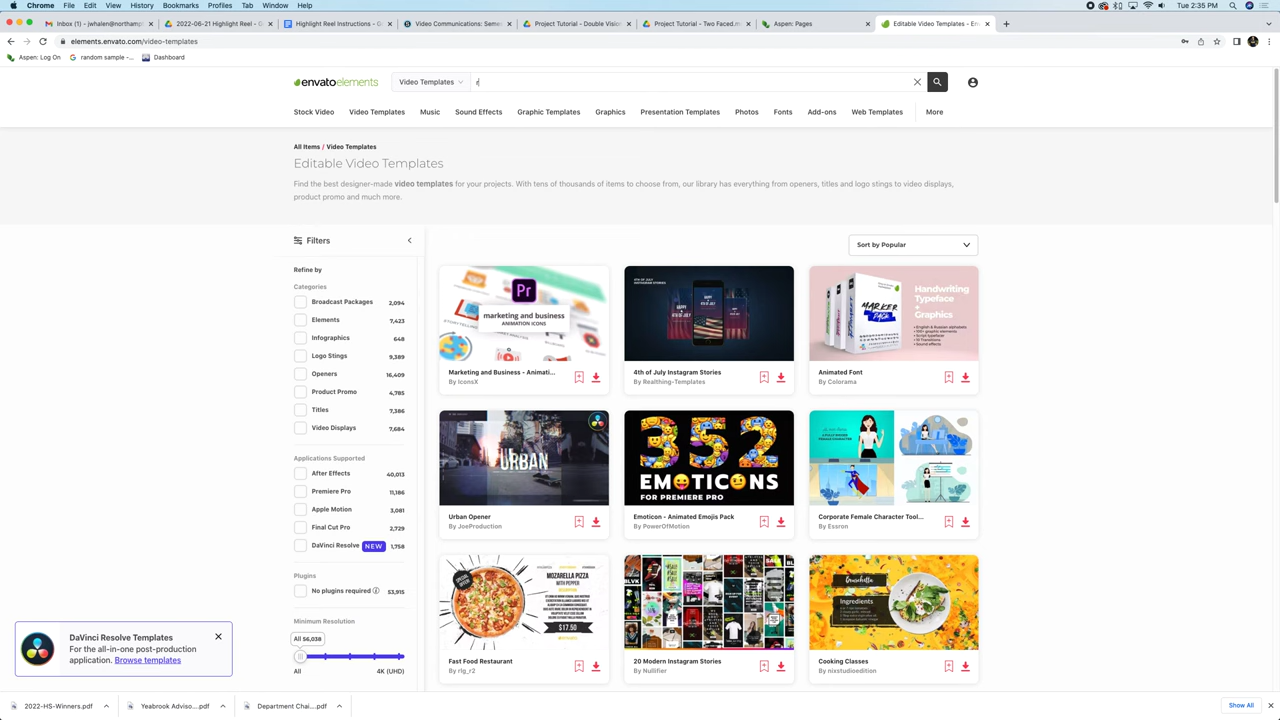 Chrome File Edit View History Bookmarks Profiles Tab Window Help
Tue 2:35 PM
Inbox (1) - jwhalen@northamp
2022-06-21 Highlight Reel - G
Highlight Reel Instructions - G
Video Communications: Seme
Project Tutorial - Double Vision
Project Tutorial - Two Faced.m
Aspen: Pages
Editable Video Templates - En
elements.envato.com/video-templates
Aspen: Log On random sample -... Dashboard
envatoelements Video Templates r
Stock Video Video Templates Music Sound Effects Graphic Templates Graphics Presentation Templates Photos Fonts Add-ons Web Templates More
All Items / Video Templates
Editable Video Templates
Find the best designer-made video templates for your projects. With tens of thousands of items to choose from, our library has everything from openers, titles and logo stings to video displays,
product promo and much more.
Filters
Sort by Popular
Refine by
Categories
Broadcast Packages 2,094
Elements 7,423
Infographics 648
Logo Stings 9,389
Openers 16,409
Product Promo 4,785
Titles 7,386
Video Displays 7,684
Applications Supported
After Effects 40,013
Premiere Pro 11,186
Apple Motion 3,081
Final Cut Pro 2,729
DaVinci Resolve NEW 1,758
Plugins
No plugins required 53,915
Minimum Resolution
All 56,038
All 4K (UHD)
Pr
marketing and business
ANIMATION ICONS
Marketing and Business - Animati...
By IconsX
4TH OF JULY
INSTAGRAM STORIES
4th of July Instagram Stories
By Realthing-Templates
MARKER
PACK
Handwriting
Typeface
+
Graphics
Animated Font
By Colorama
URBAN
Urban Opener
By JoeProduction
352
EMOTICONS
FOR PREMIERE PRO
Emoticon - Animated Emojis Pack
By PowerOfMotion
Corporate Female Character Tool...
By Essron
MOZARELLA PIZZA
WITH PEPPER
$17.50
Fast Food Restaurant
By rlg_r2
20 Modern Instagram Stories
By Nullifier
Ingredients
Cooking Classes
By nixstudioedition
DaVinci Resolve Templates
For the all-in-one post-production
application. Browse templates
2022-HS-Winners.pdf
Yearbook Adviso....pdf
Department Chai....pdf
Show All